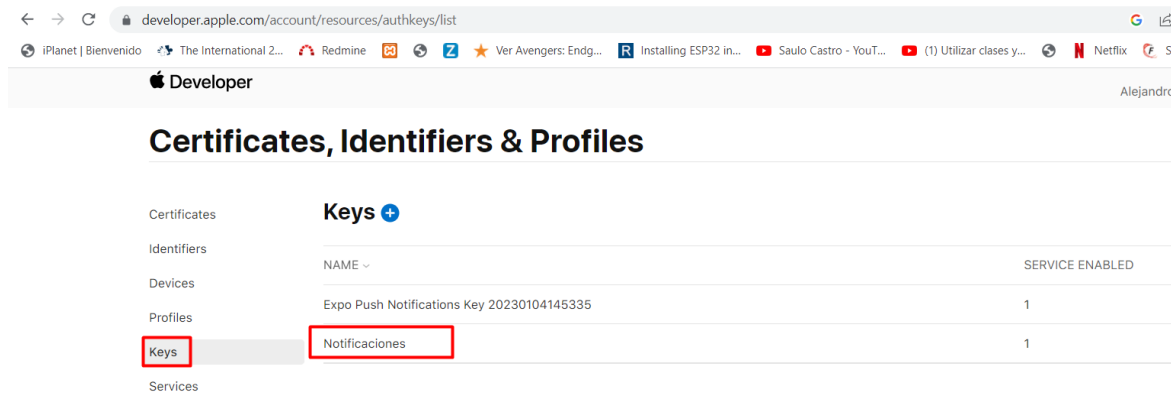 developer.apple.com/account/resources/authkeys/list
iPlanet | Bienvenido The International 2... Redmine Ver Avengers: Endg... Installing ESP32 in... Saulo Castro - YouT... (1) Utilizar clases y... Netflix S
Developer
Alejandro
Certificates, Identifiers & Profiles
Certificates
Identifiers
Devices
Profiles
Keys
Services
Keys
NAME SERVICE ENABLED
Expo Push Notifications Key 20230104145335 1
Notificaciones 1